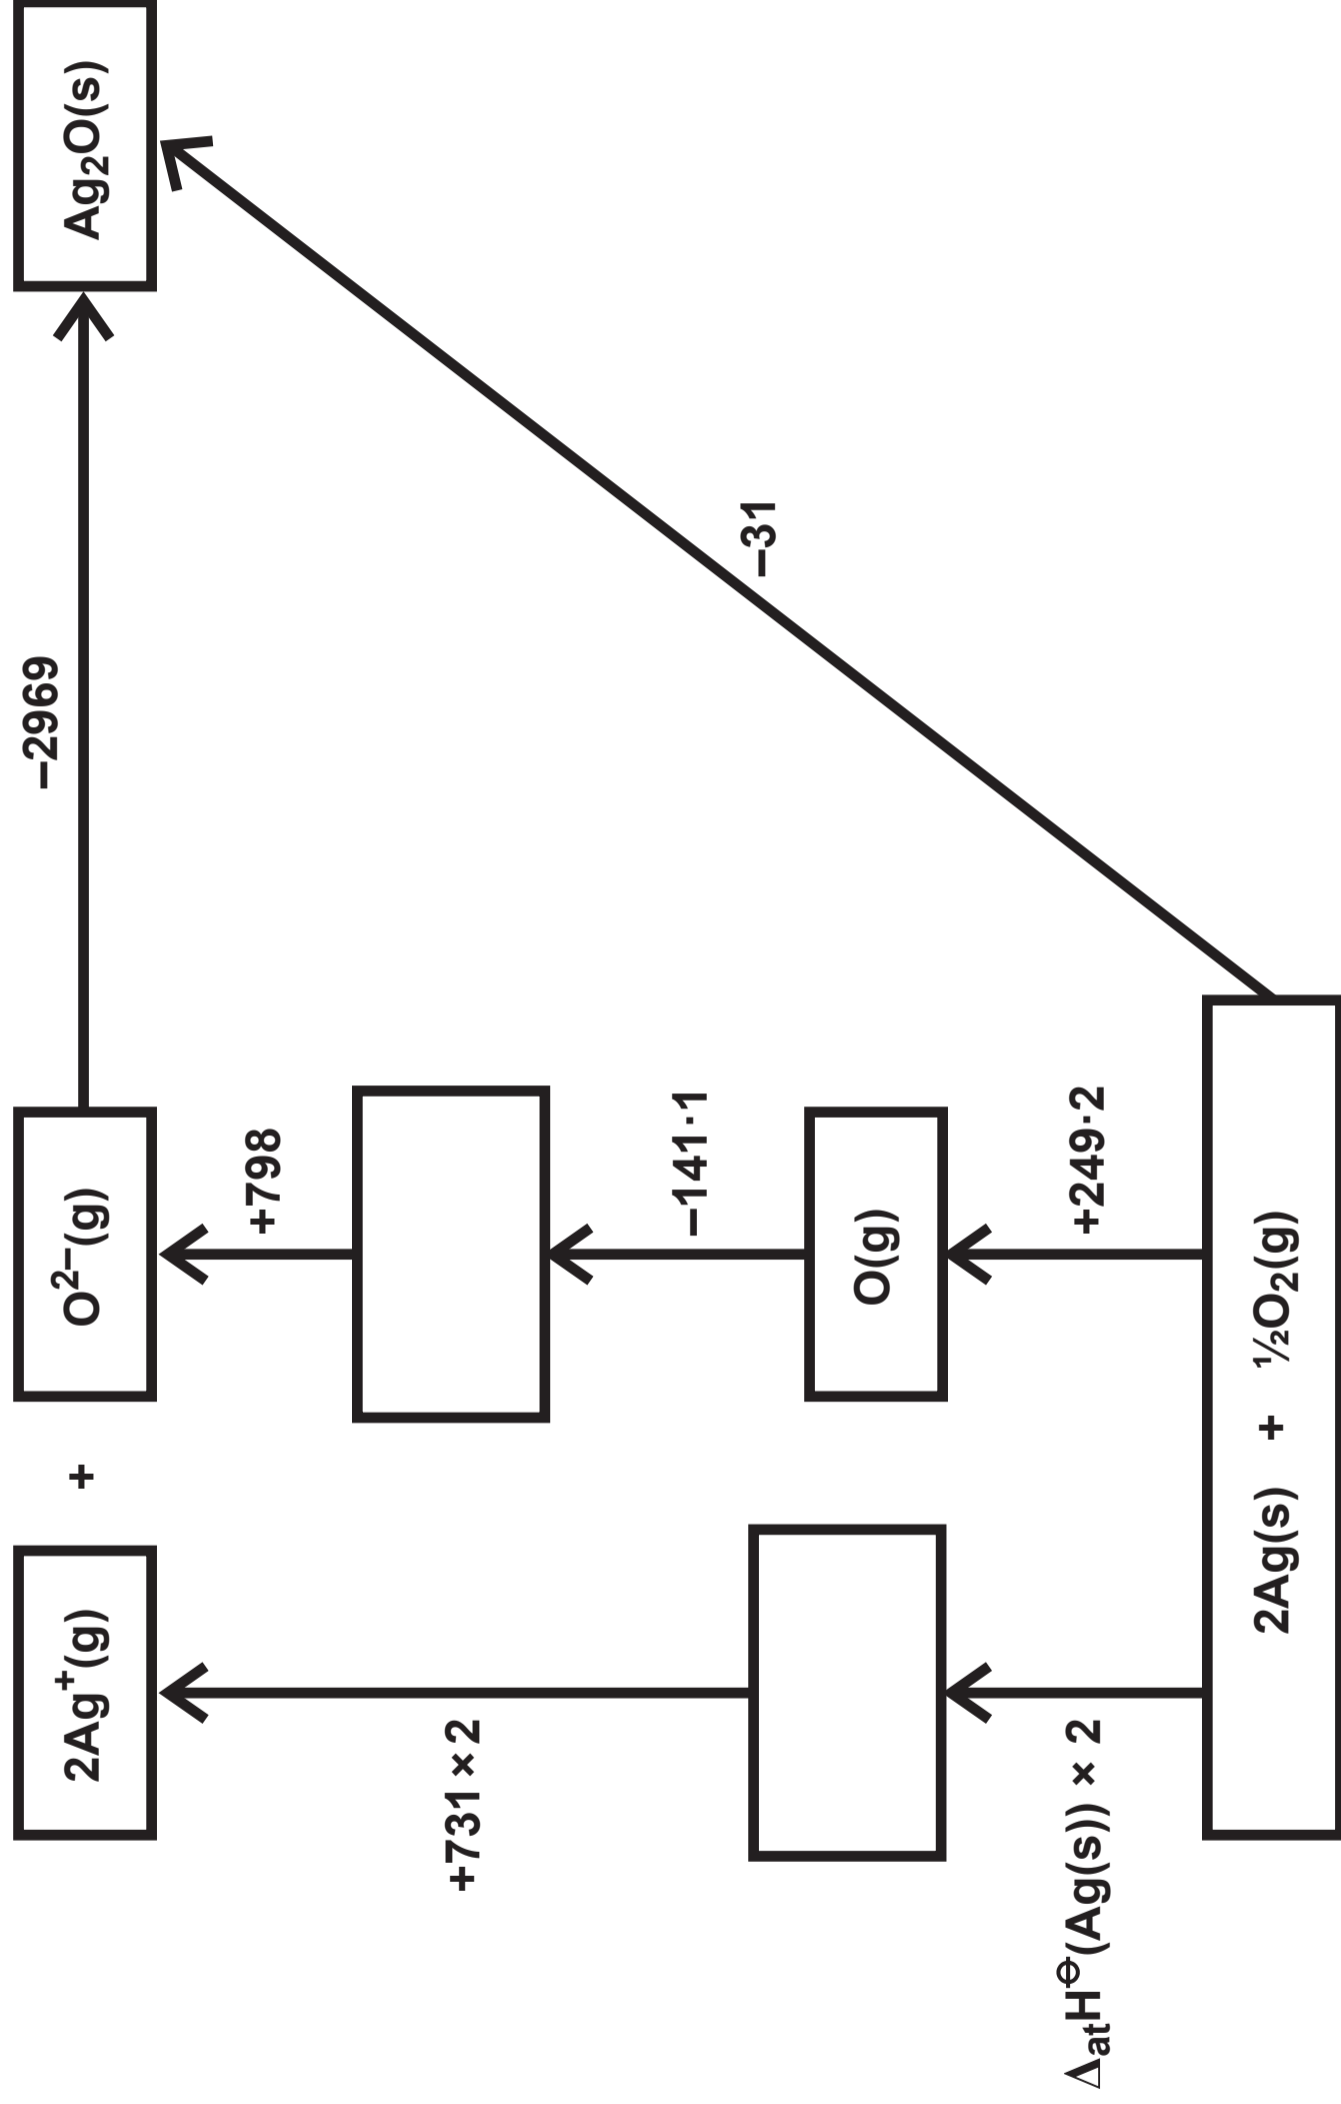 2Ag⁺(g) + O²⁻(g)
−2969
Ag₂O(s)
+731 × 2
+798
−141·1
O(g)
−31
ΔₐₜH⊖(Ag(s)) × 2
+249·2
2Ag(s) + ½O₂(g)